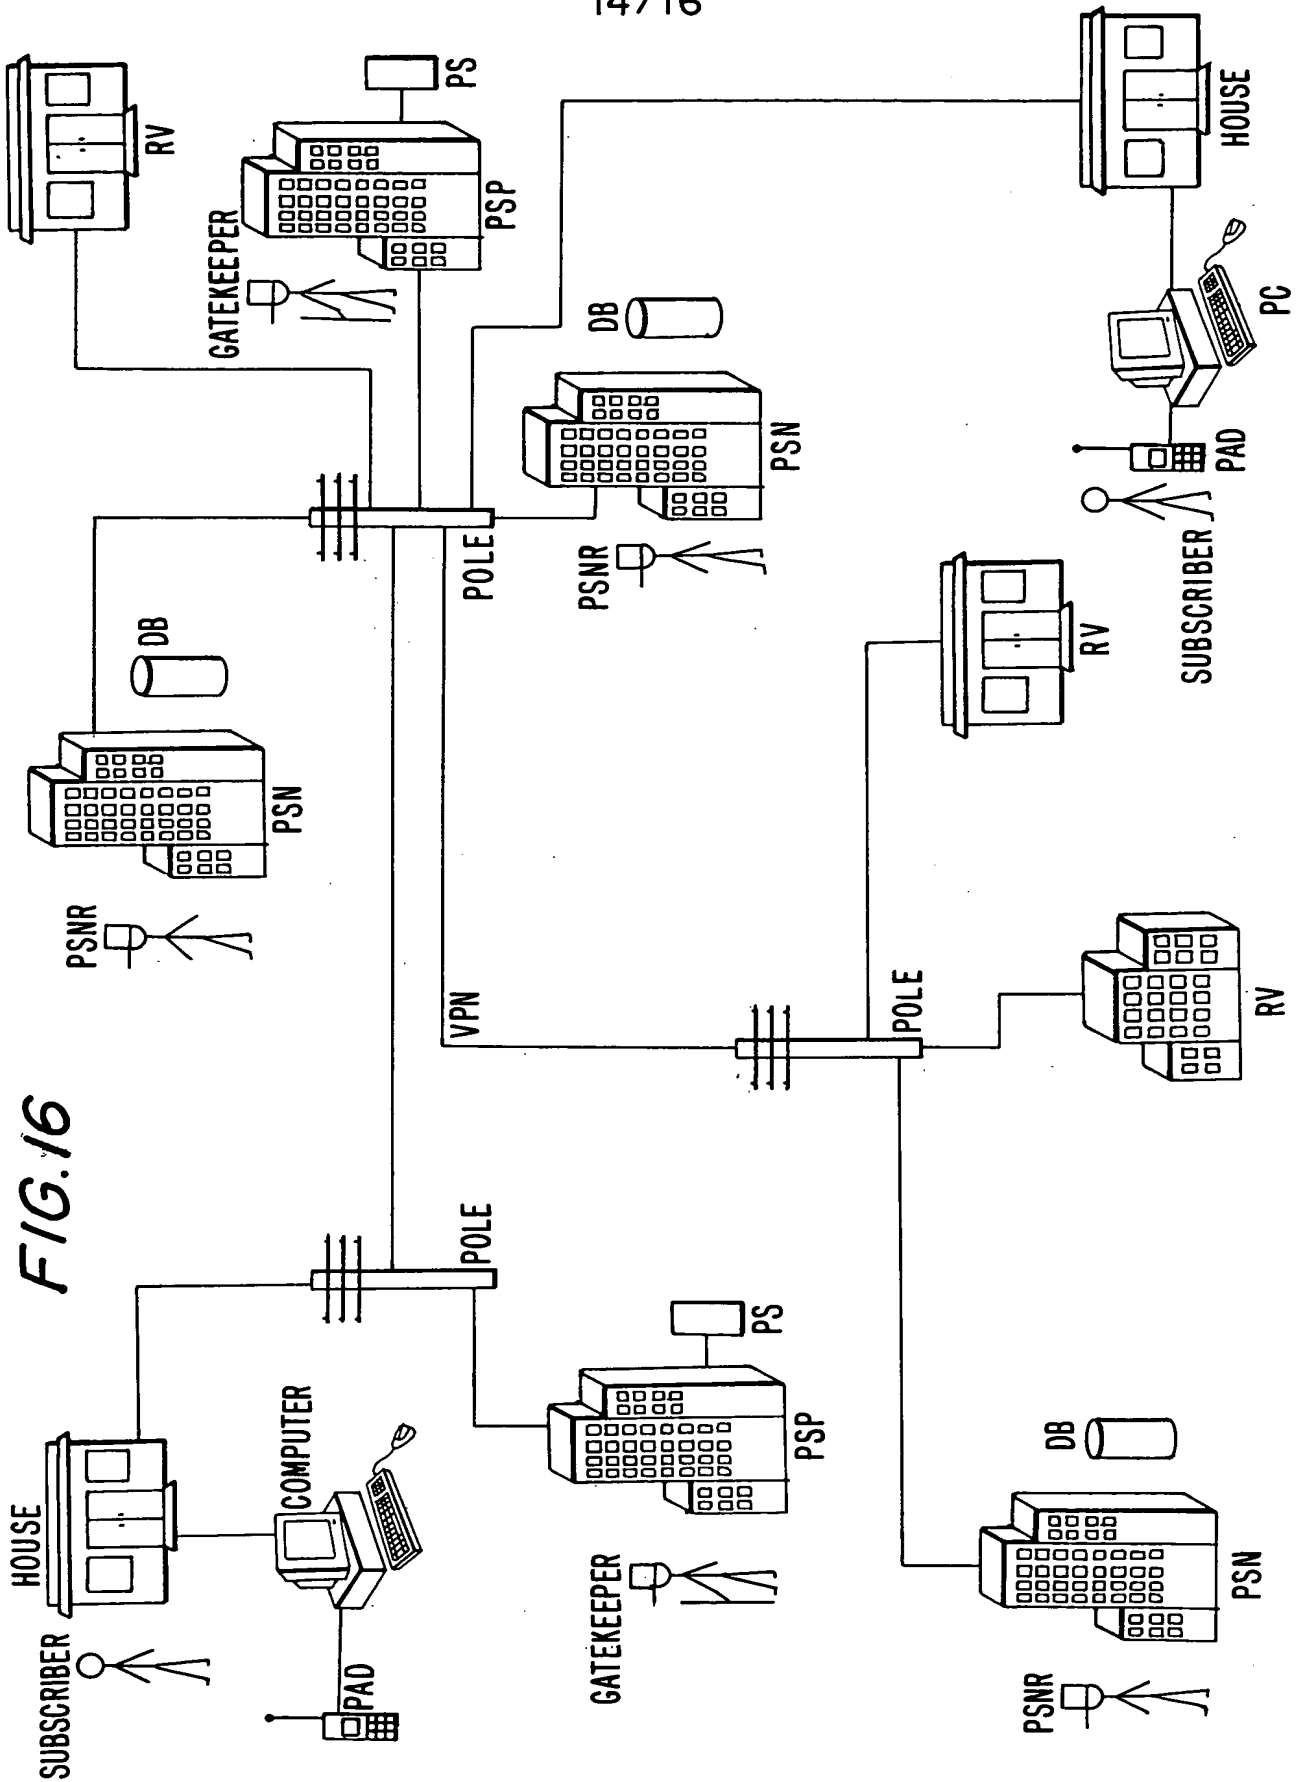 14/16
FIG.16
SUBSCRIBER
HOUSE
PAD
COMPUTER
POLE
GATEKEEPER
PSP
PS
PSNR
PSN
DB
VPN
POLE
RV
RV
PSNR
PSN
DB
POLE
PSNR
PSN
DB
GATEKEEPER
PSP
PS
RV
SUBSCRIBER
PAD
PC
HOUSE